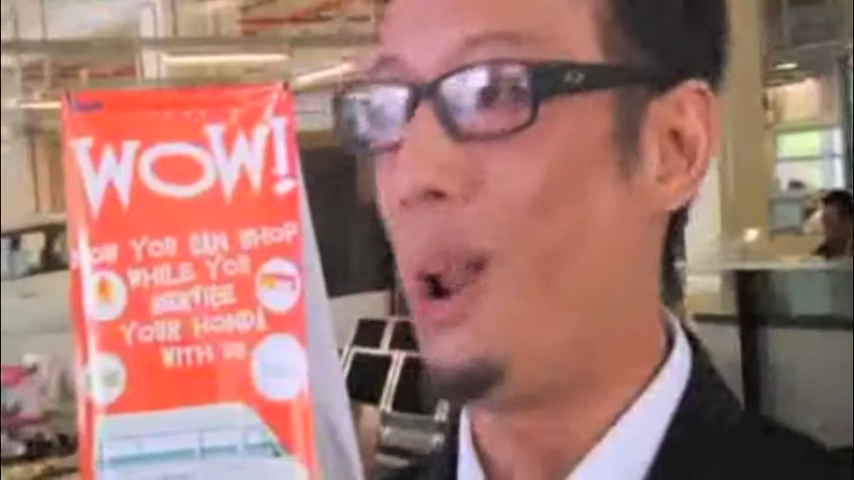 WOW!
NOW YOU CAN SHOP
WHILE YOU
SERVICE
YOUR HONDA
WITH US